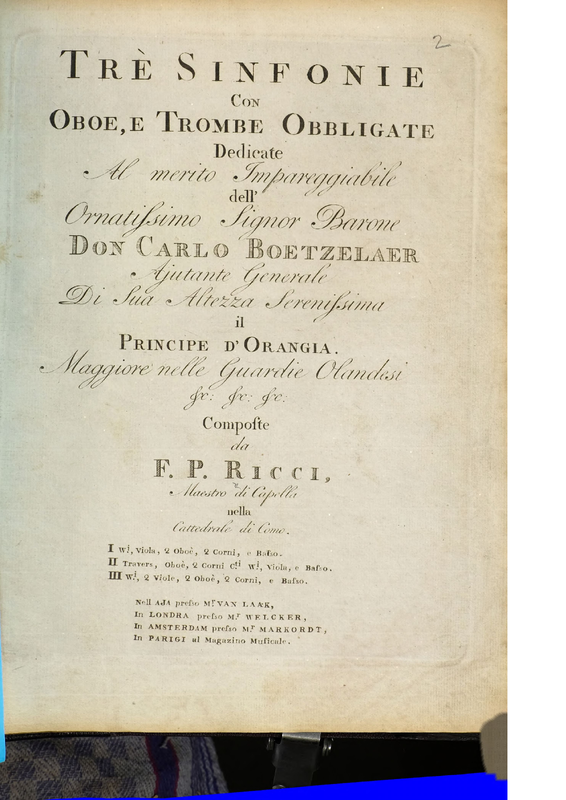 2
TRÈ SINFONIE
CON
OBOE, E TROMBE OBBLIGATE
Dedicate
Al merito Impareggiabile
dell'
Ornatiſsimo Signor Barone
DON CARLO BOETZELAER
Ajutante Generale
Di Sua Altezza Sereniſsima
il
PRINCIPE D'ORANGIA.
Maggiore nelle Guardie Olandesi
&c: &c: &c:
Compoſte
da
F. P. RICCI,
Maestro di Capella
nella
Cattedrale di Como.
I W.i, Viola, 2 Oboè, 2 Corni, e Baſso.
II Travers, Oboè, 2 Corni C.ti W.i, Viola, e Baſso.
III W.i, 2 Viole, 2 Oboè, 2 Corni, e Baſso.
Nell AJA preſso M.r VAN LAAK,
In LONDRA preſso M.r WELCKER,
In AMSTERDAM preſso M.r MARKORDT,
In PARIGI al Magazino Muſicale.